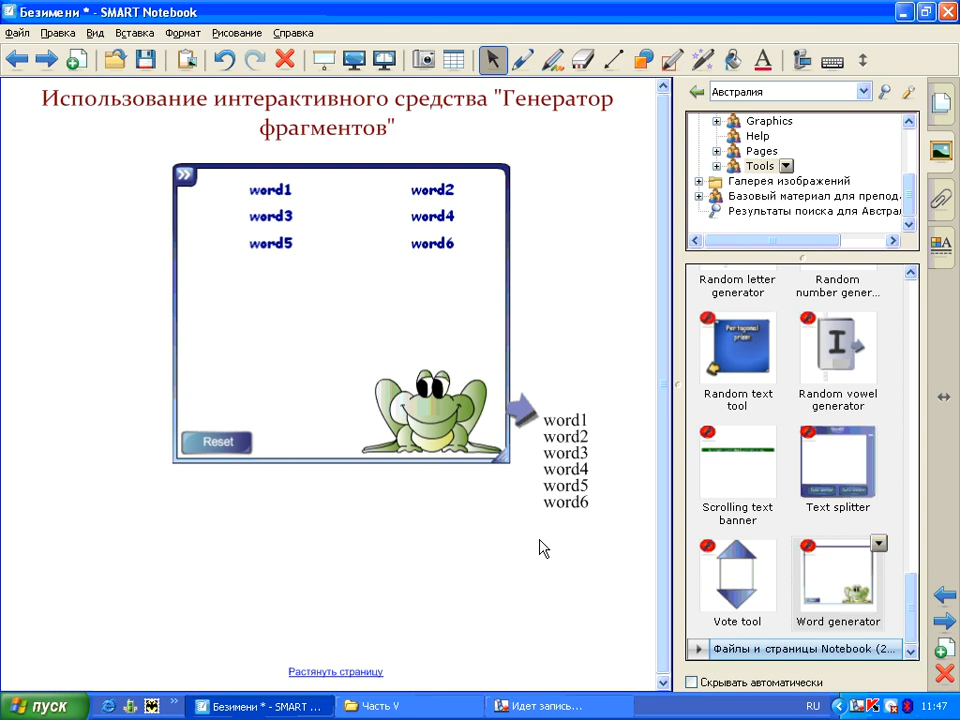 Безимени * - SMART Notebook
Файл Правка Вид Вставка Формат Рисование Справка
Использование интерактивного средства "Генератор
фрагментов"
word1 word2
word3 word4
word5 word6
Reset
word1
word2
word3
word4
word5
word6
Растянуть страницу
Австралия
Graphics
Help
Pages
Tools
Галерея изображений
Базовый материал для препод
Результаты поиска для Австра
Random letter
generator
Random
number gener...
Pentagonal
prism
Random text
tool
I
Random vowel
generator
Scrolling text
banner
Text splitter
Vote tool
Word generator
Файлы и страницы Notebook (2...
Скрывать автоматически
пуск
Безимени * - SMART ...
Часть V
Идет запись...
RU
11:47